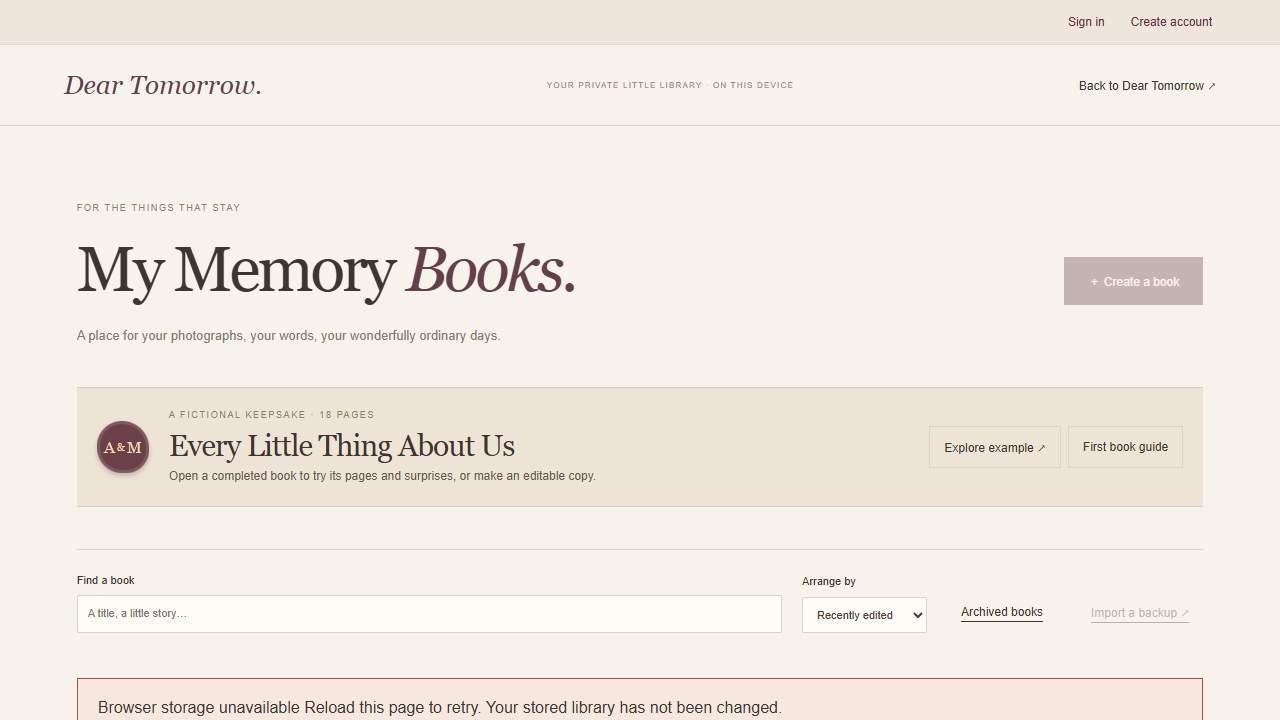 Sign in
Create account
Dear Tomorrow.
YOUR PRIVATE LITTLE LIBRARY · ON THIS DEVICE
Back to Dear Tomorrow ↗
FOR THE THINGS THAT STAY
My Memory Books.
+ Create a book
A place for your photographs, your words, your wonderfully ordinary days.
A FICTIONAL KEEPSAKE · 18 PAGES
A&M
Every Little Thing About Us
Open a completed book to try its pages and surprises, or make an editable copy.
Explore example ↗
First book guide
Find a book
A title, a little story...
Arrange by
Recently edited
Archived books
Import a backup ↗
Browser storage unavailable Reload this page to retry. Your stored library has not been changed.